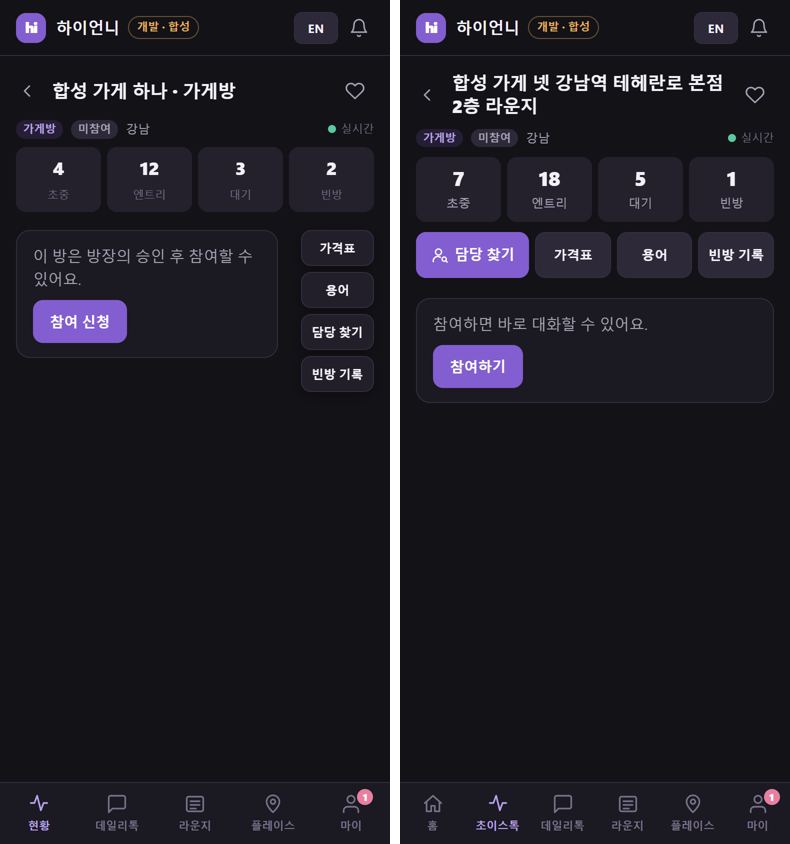 hi 하이언니 개발 · 합성 EN
합성 가게 하나 · 가게방
가게방 미참여 강남 실시간
4 12 3 2
초중 엔트리 대기 빈방
이 방은 방장의 승인 후 참여할 수
있어요.
참여 신청
가격표
용어
담당 찾기
빈방 기록
현황 데일리톡 라운지 플레이스 마이 1
hi 하이언니 개발 · 합성 EN
합성 가게 넷 강남역 테헤란로 본점
2층 라운지
가게방 미참여 강남 실시간
7 18 5 1
초중 엔트리 대기 빈방
담당 찾기 가격표 용어 빈방 기록
참여하면 바로 대화할 수 있어요.
참여하기
홈 초이스톡 데일리톡 라운지 플레이스 마이 1